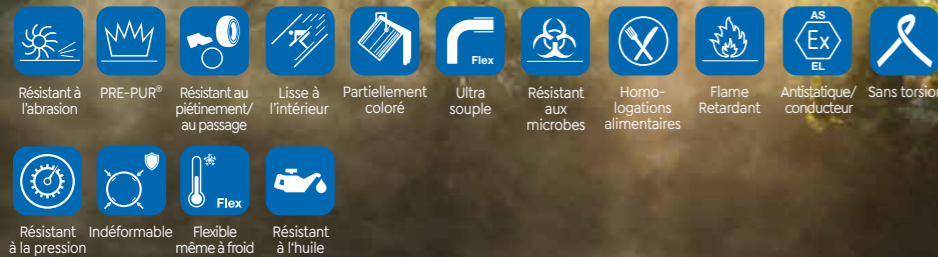 AS
Ex
EL
Flex
Résistant à
l'abrasion
PRE-PUR®
Résistant au
piétinement/
au passage
Lisse à
l'intérieur
Partiellement
coloré
Ultra
souple
Résistant
aux
microbes
Homo-
logations
alimentaires
Flame
Retardant
Antistatique/
conducteur
Sans torsion
Flex
Résistant
à la pression
Indéformable
Flexible
même à froid
Résistant
à l'huile